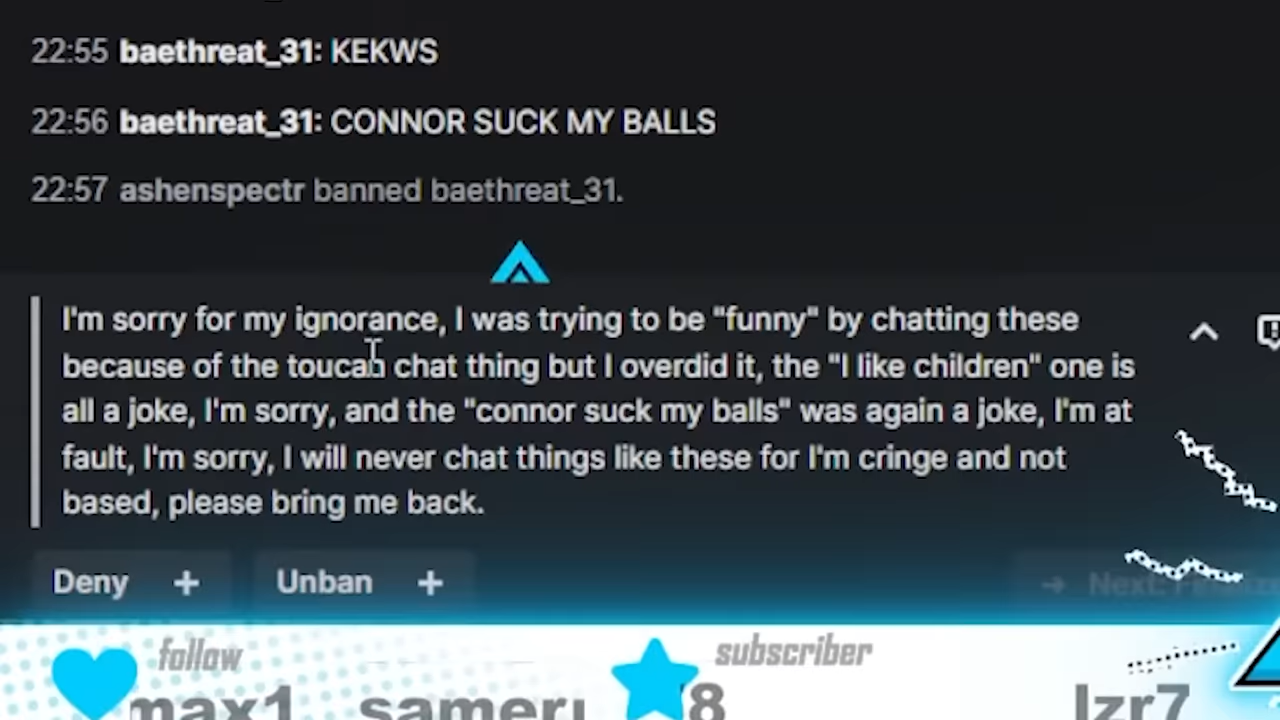 22:55 baethreat_31: KEKWS
22:56 baethreat_31: CONNOR SUCK MY BALLS
22:57 ashenspectr banned baethreat_31.
I'm sorry for my ignorance, I was trying to be "funny" by chatting these
because of the toucan chat thing but I overdid it, the "I like children" one is
all a joke, I'm sorry, and the "connor suck my balls" was again a joke, I'm at
fault, I'm sorry, I will never chat things like these for I'm cringe and not
based, please bring me back.
Deny + Unban + → Next:
follow subscriber
max1 8 lzr7